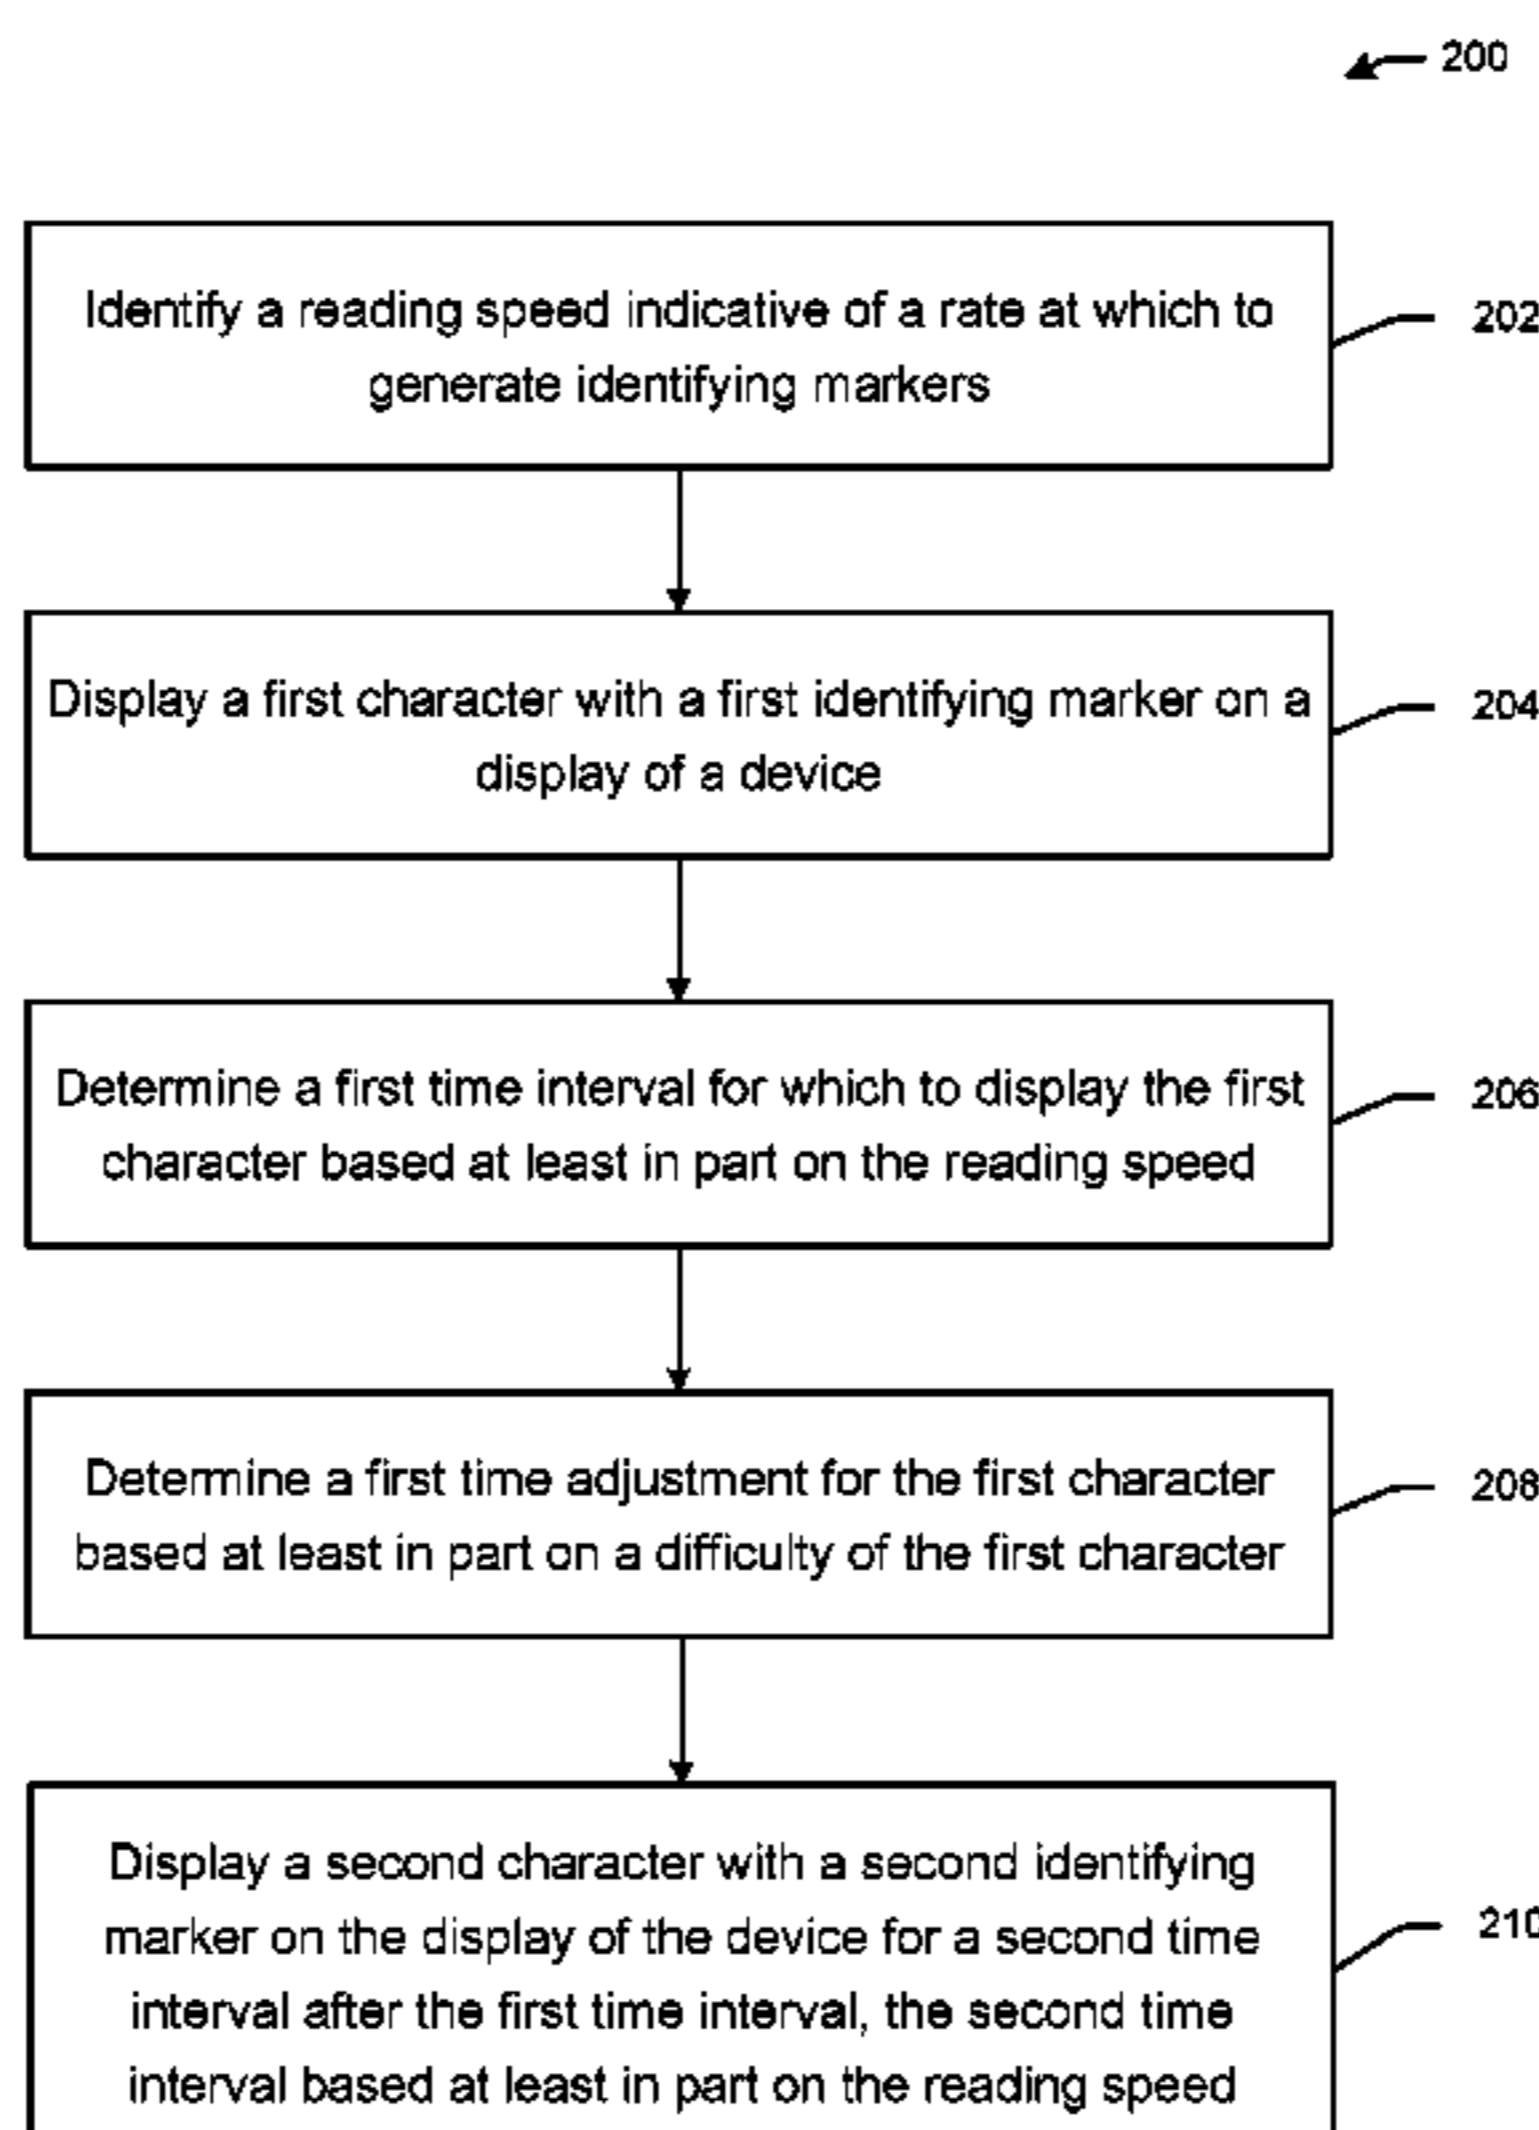 200
Identify a reading speed indicative of a rate at which to
generate identifying markers
202
Display a first character with a first identifying marker on a
display of a device
204
Determine a first time interval for which to display the first
character based at least in part on the reading speed
206
Determine a first time adjustment for the first character
based at least in part on a difficulty of the first character
208
Display a second character with a second identifying
marker on the display of the device for a second time
interval after the first time interval, the second time
interval based at least in part on the reading speed
210